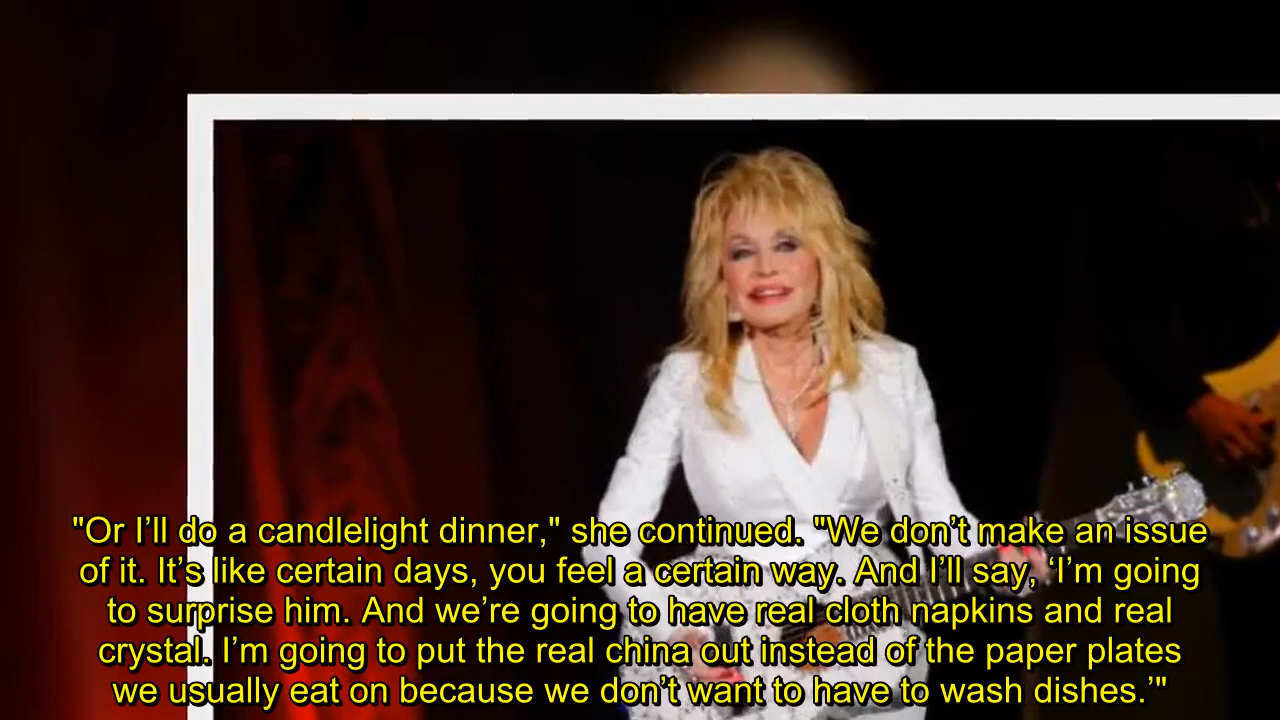 "Or I’ll do a candlelight dinner," she continued. "We don’t make an issue
of it. It’s like certain days, you feel a certain way. And I’ll say, ‘I’m going
to surprise him. And we’re going to have real cloth napkins and real
crystal. I’m going to put the real china out instead of the paper plates
we usually eat on because we don’t want to have to wash dishes.’"